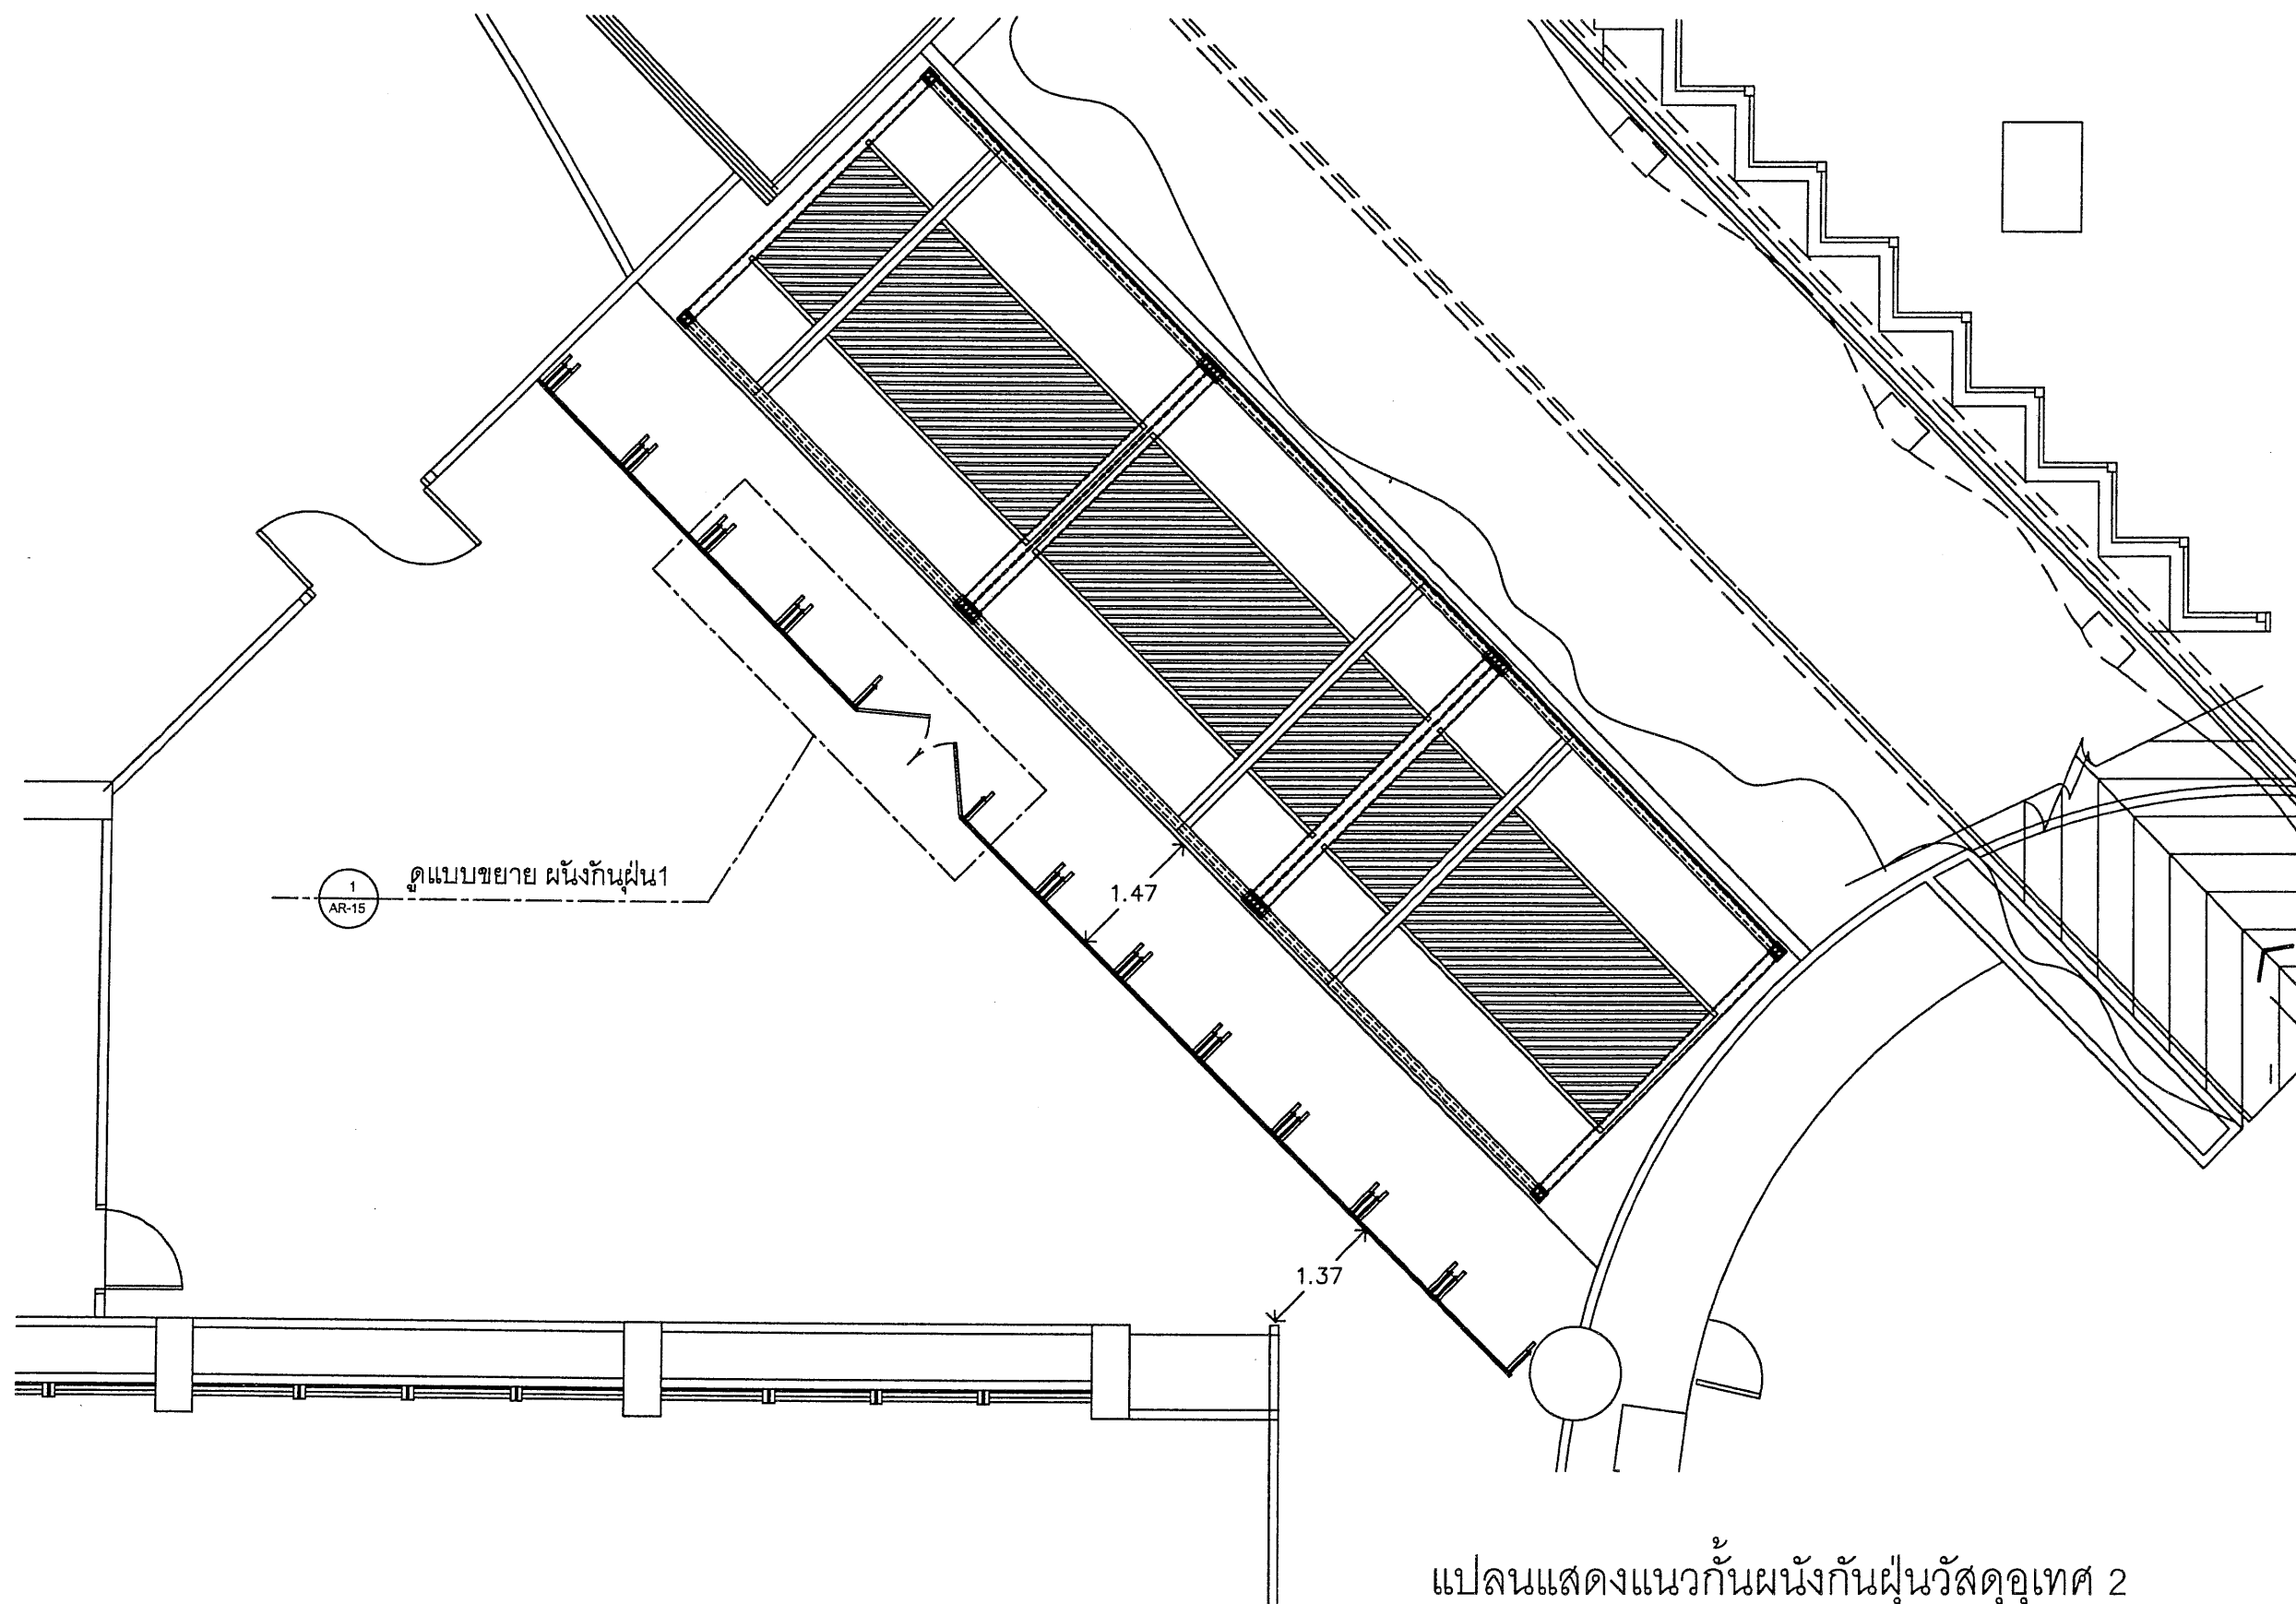 1
AR-15
ดูแบบขยาย ผนังกันฝุ่น1
1.47
1.37
แปลนแสดงแนวกั้นผนังกันฝุ่นวัสดุอุเทศ 2